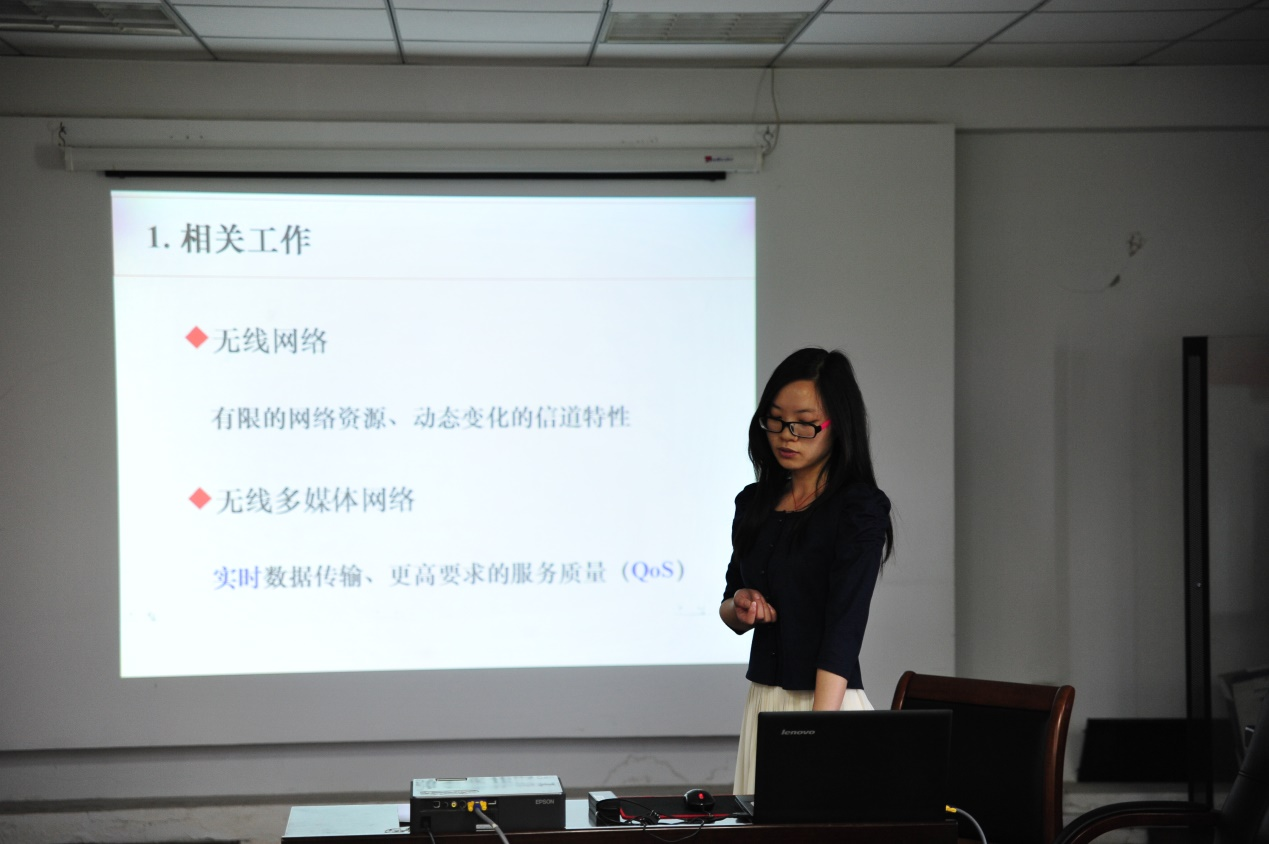 1. 相关工作
无线网络
有限的网络资源、动态变化的信道特性
无线多媒体网络
实时数据传输、更高要求的服务质量（QoS）
lenovo
EPSON